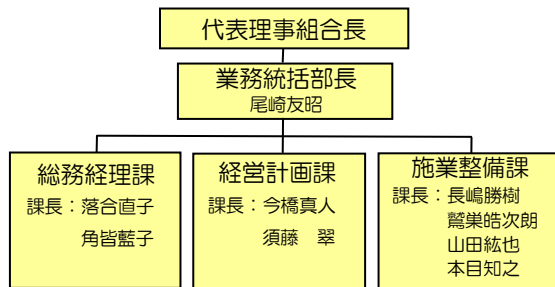 代表理事組合長
業務統括部長
尾崎友昭
総務経理課
課長：落合直子
角皆藍子
経営計画課
課長：今橋真人
須藤　翠
施業整備課
課長：長嶋勝樹
鷲巣皓次朗
山田紘也
本目知之